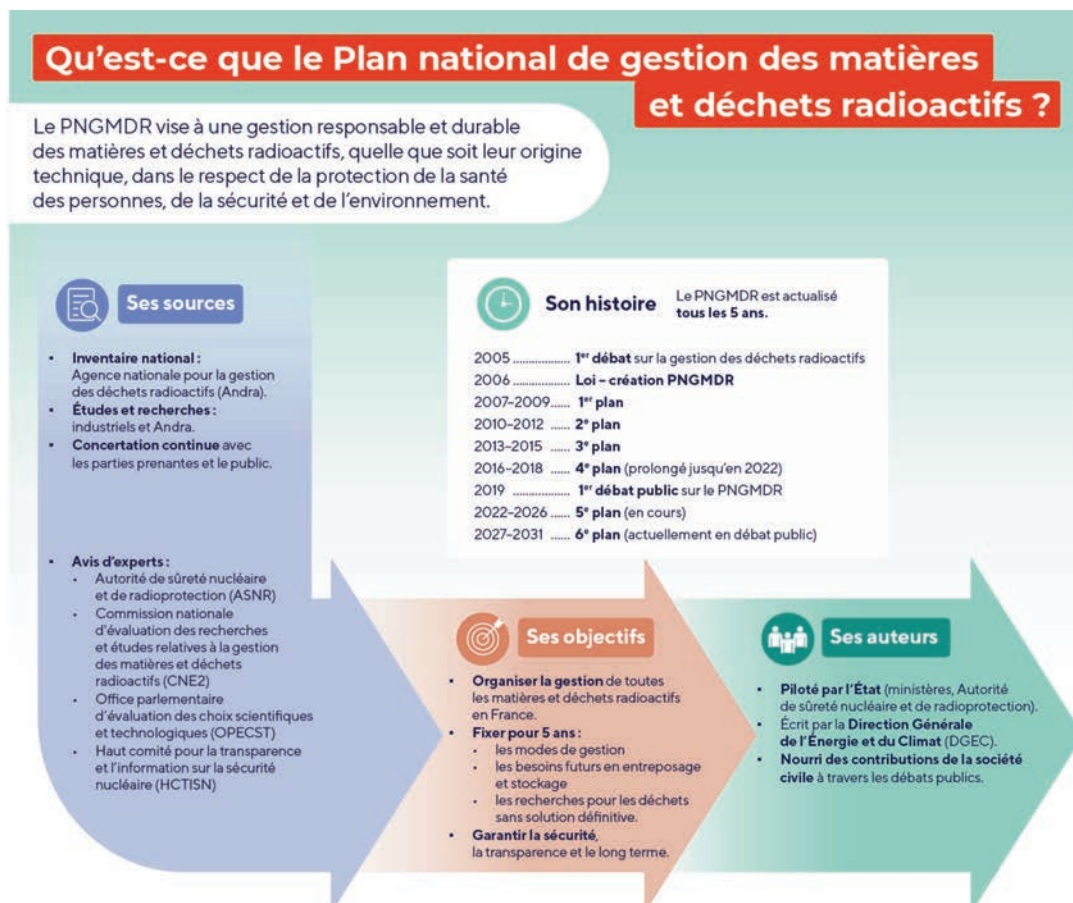 Qu'est-ce que le Plan national de gestion des matières
et déchets radioactifs ?
Le PNGMDR vise à une gestion responsable et durable
des matières et déchets radioactifs, quelle que soit leur origine
technique, dans le respect de la protection de la santé
des personnes, de la sécurité et de l'environnement.
Ses sources
• Inventaire national :
Agence nationale pour la gestion
des déchets radioactifs (Andra).
• Études et recherches :
industriels et Andra.
• Concertation continue avec
les parties prenantes et le public.
• Avis d'experts :
• Autorité de sûreté nucléaire
et de radioprotection (ASNR)
• Commission nationale
d'évaluation des recherches
et études relatives à la gestion
des matières et déchets
radioactifs (CNE2)
• Office parlementaire
d'évaluation des choix scientifiques
et technologiques (OPECST)
• Haut comité pour la transparence
et l'information sur la sécurité
nucléaire (HCTISN)
Son histoire
Le PNGMDR est actualisé
tous les 5 ans.
2005 ................... 1er débat sur la gestion des déchets radioactifs
2006 ................... Loi – création PNGMDR
2007-2009...... 1er plan
2010-2012 ...... 2e plan
2013-2015 ...... 3e plan
2016-2018 ...... 4e plan (prolongé jusqu'en 2022)
2019 ................... 1er débat public sur le PNGMDR
2022-2026 ...... 5e plan (en cours)
2027-2031 ...... 6e plan (actuellement en débat public)
Ses objectifs
• Organiser la gestion de toutes
les matières et déchets radioactifs
en France.
• Fixer pour 5 ans :
• les modes de gestion
• les besoins futurs en entreposage
et stockage
• les recherches pour les déchets
sans solution définitive.
• Garantir la sécurité,
la transparence et le long terme.
Ses auteurs
• Piloté par l'État (ministères, Autorité
de sûreté nucléaire et de radioprotection).
• Écrit par la Direction Générale
de l'Énergie et du Climat (DGEC).
• Nourri des contributions de la société
civile à travers les débats publics.